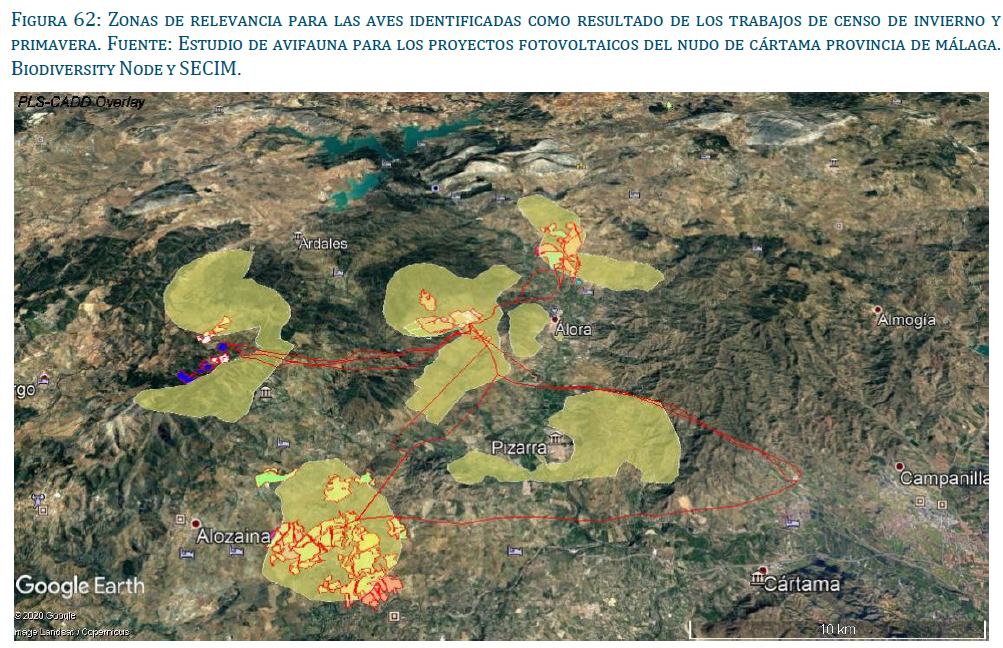 FIGURA 62: ZONAS DE RELEVANCIA PARA LAS AVES IDENTIFICADAS COMO RESULTADO DE LOS TRABAJOS DE CENSO DE INVIERNO Y
PRIMAVERA. FUENTE: ESTUDIO DE AVIFAUNA PARA LOS PROYECTOS FOTOVOLTAICOS DEL NUDO DE CÁRTAMA PROVINCIA DE MÁLAGA.
BIODIVERSITY NODE Y SECIM.
PLS-CADD Overlay
Ardales
Almogía
Álora
rgo
Pizarra
Campanilla
Alozaina
Cártama
Google Earth
© 2020 Google
mage Landsat / Copernicus
10 km